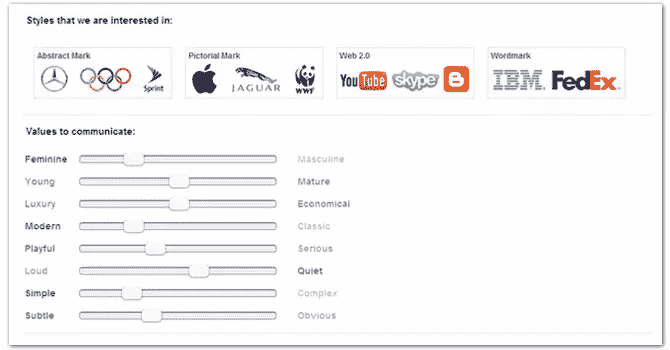 Styles that we are interested in:
Abstract Mark
Sprint
Pictorial Mark
JAGUAR
WWF
Web 2.0
YouTube
skype
Wordmark
IBM
FedEx
Values to communicate:
Feminine Masculine
Young Mature
Luxury Economical
Modern Classic
Playful Serious
Loud Quiet
Simple Complex
Subtle Obvious